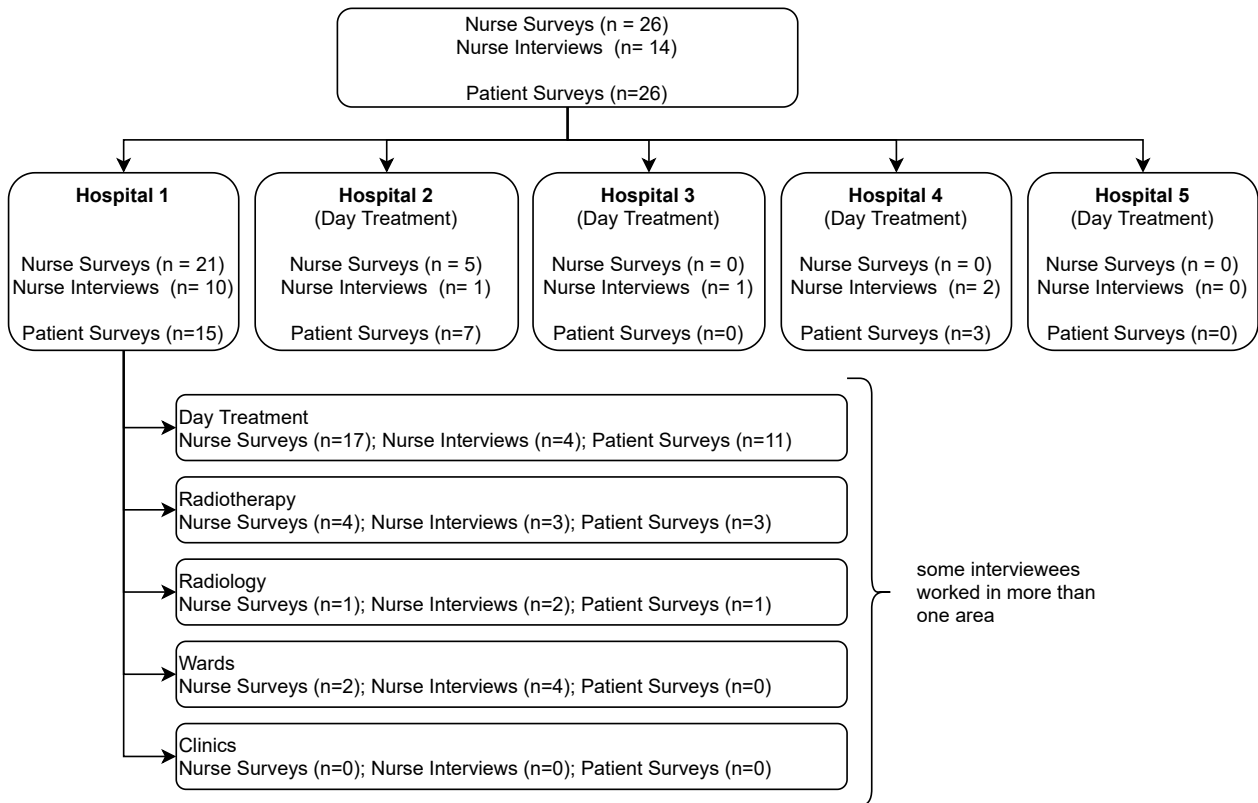 Nurse Surveys (n = 26)
Nurse Interviews  (n= 14)
Patient Surveys (n=26)
Hospital 1
Nurse Surveys (n = 21)
Nurse Interviews  (n= 10)
Patient Surveys (n=15)
Hospital 2
(Day Treatment)
Nurse Surveys (n = 5)
Nurse Interviews  (n= 1)
Patient Surveys (n=7)
Hospital 3
(Day Treatment)
Nurse Surveys (n = 0)
Nurse Interviews  (n= 1)
Patient Surveys (n=0)
Hospital 4
(Day Treatment)
Nurse Surveys (n = 0)
Nurse Interviews  (n= 2)
Patient Surveys (n=3)
Hospital 5
(Day Treatment)
Nurse Surveys (n = 0)
Nurse Interviews  (n= 0)
Patient Surveys (n=0)
Day Treatment
Nurse Surveys (n=17); Nurse Interviews (n=4); Patient Surveys (n=11)
Radiotherapy
Nurse Surveys (n=4); Nurse Interviews (n=3); Patient Surveys (n=3)
Radiology
Nurse Surveys (n=1); Nurse Interviews (n=2); Patient Surveys (n=1)
Wards
Nurse Surveys (n=2); Nurse Interviews (n=4); Patient Surveys (n=0)
Clinics
Nurse Surveys (n=0); Nurse Interviews (n=0); Patient Surveys (n=0)
some interviewees
worked in more than
one area